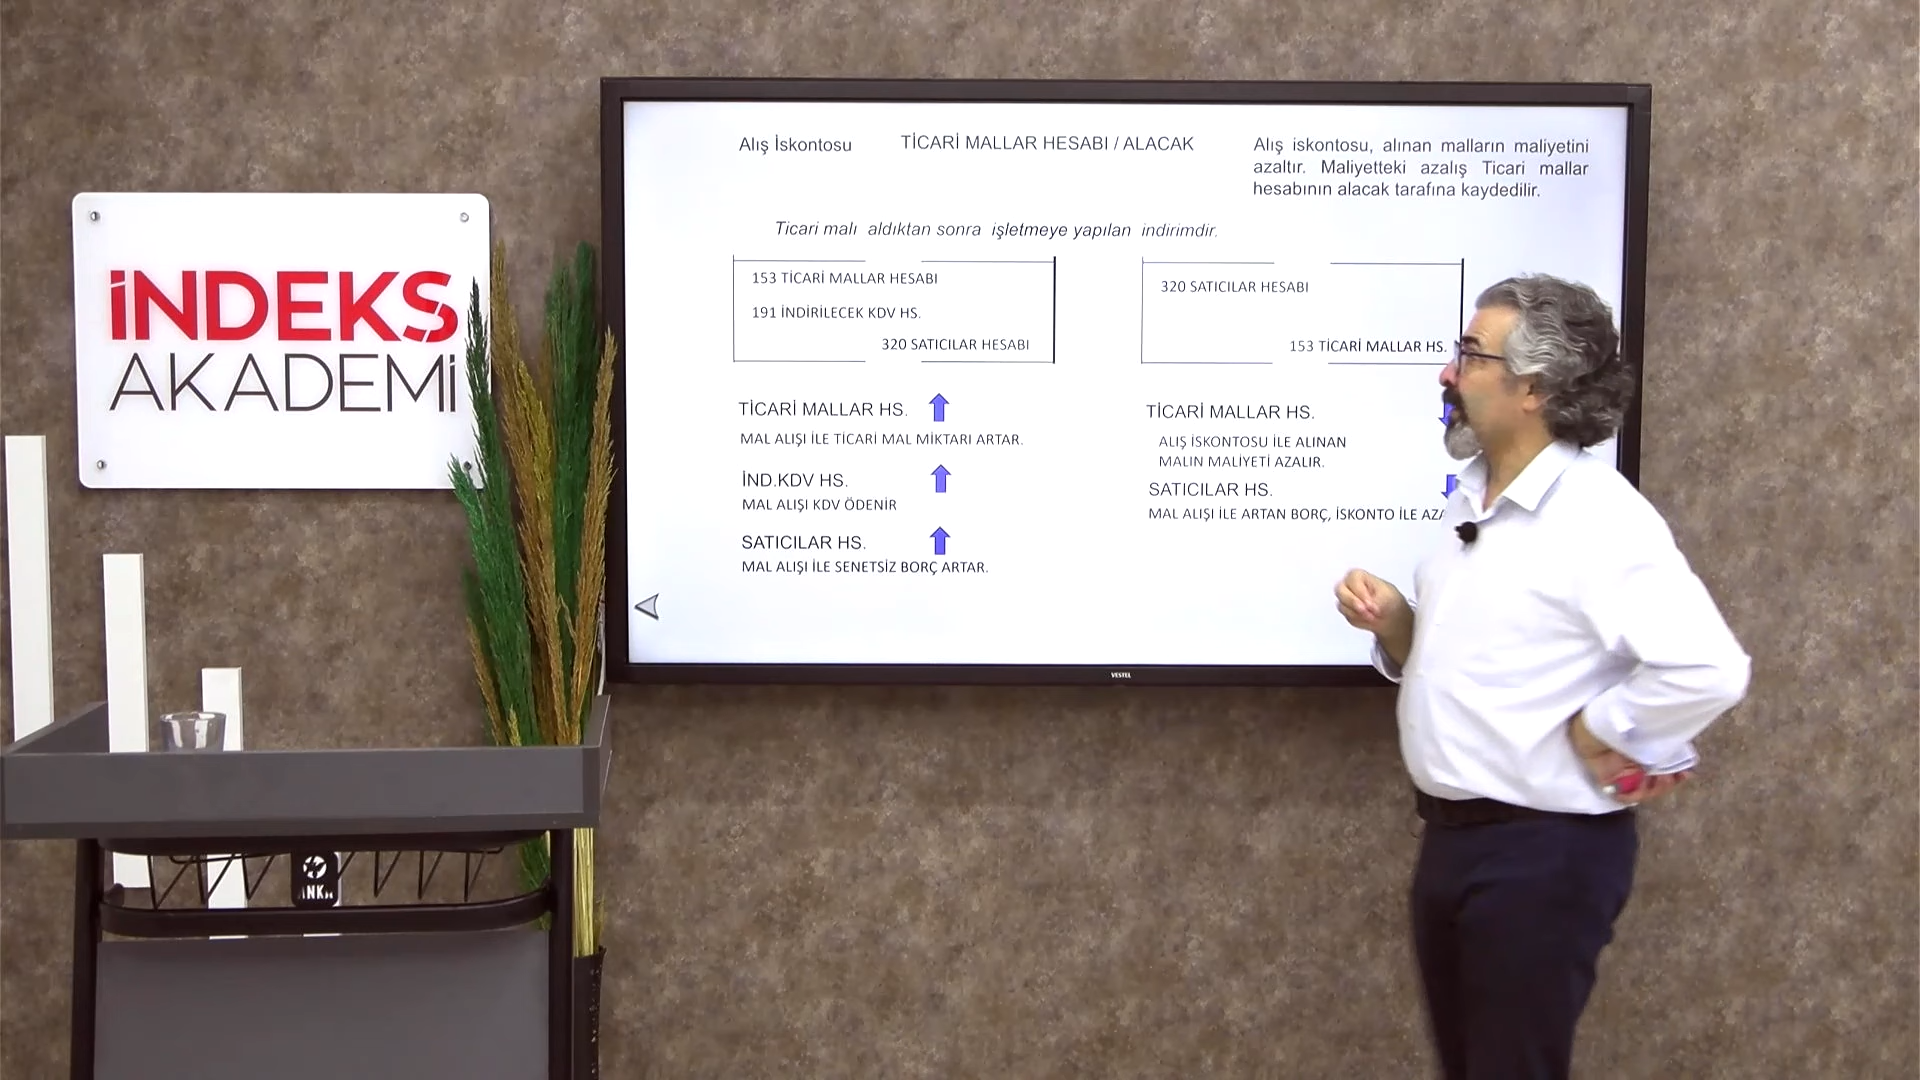 İNDEKS
AKADEMİ
Alış İskontosu
TİCARİ MALLAR HESABI / ALACAK
Alış iskontosu, alınan malların maliyetini
azaltır. Maliyetteki azalış Ticari mallar
hesabının alacak tarafına kaydedilir.
Ticari malı aldıktan sonra işletmeye yapılan indirimdir.
153 TİCARİ MALLAR HESABI
191 İNDİRİLECEK KDV HS.
320 SATICILAR HESABI
320 SATICILAR HESABI
153 TİCARİ MALLAR HS.
TİCARİ MALLAR HS.
MAL ALIŞI İLE TİCARİ MAL MİKTARI ARTAR.
İND.KDV HS.
MAL ALIŞI KDV ÖDENİR
SATICILAR HS.
MAL ALIŞI İLE SENETSİZ BORÇ ARTAR.
TİCARİ MALLAR HS.
ALIŞ İSKONTOSU İLE ALINAN
MALIN MALİYETİ AZALIR.
SATICILAR HS.
MAL ALIŞI İLE ARTAN BORÇ, İSKONTO İLE
VESTEL